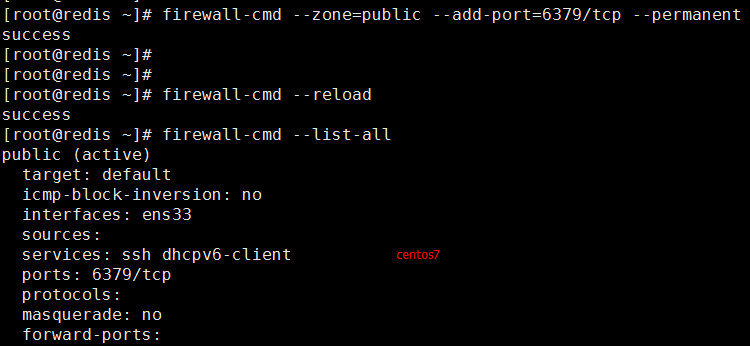 [root@redis ~]# firewall-cmd --zone=public --add-port=6379/tcp --permanent
success
[root@redis ~]#
[root@redis ~]#
[root@redis ~]# firewall-cmd --reload
success
[root@redis ~]# firewall-cmd --list-all
public (active)
  target: default
  icmp-block-inversion: no
  interfaces: ens33
  sources:
  services: ssh dhcpv6-client centos7
  ports: 6379/tcp
  protocols:
  masquerade: no
  forward-ports: